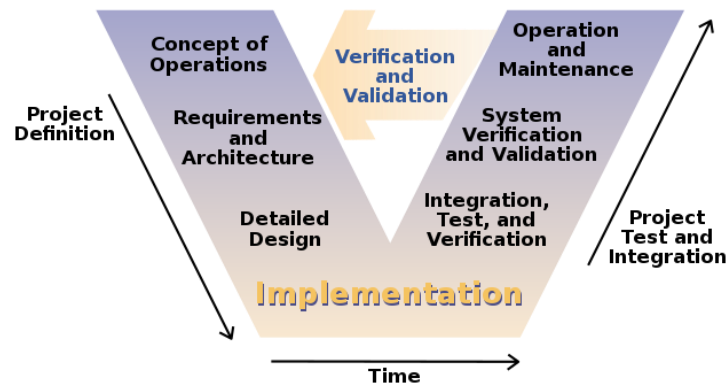 Concept of
Operations
Verification
and
Validation
Operation
and
Maintenance
Project
Definition
Requirements
and
Architecture
System
Verification
and Validation
Detailed
Design
Integration,
Test, and
Verification
Project
Test and
Integration
Implementation
Time